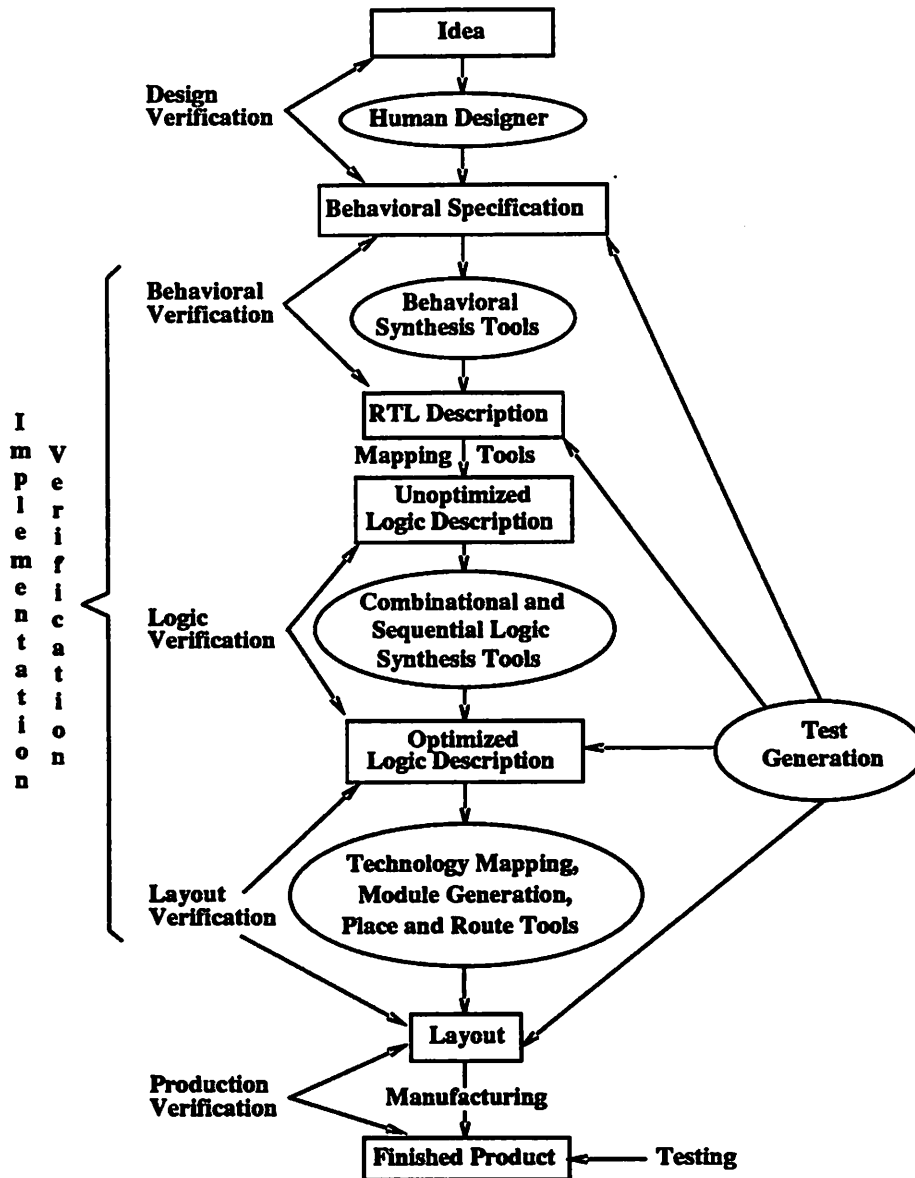 Idea
Design
Verification
Human Designer
Behavioral Specification
Behavioral
Verification
Behavioral
Synthesis Tools
RTL Description
Mapping Tools
Unoptimized
Logic Description
Implementation
Verification
Logic
Verification
Combinational and
Sequential Logic
Synthesis Tools
Optimized
Logic Description
Test
Generation
Technology Mapping,
Module Generation,
Place and Route Tools
Layout
Verification
Layout
Production
Verification
Manufacturing
Finished Product
Testing